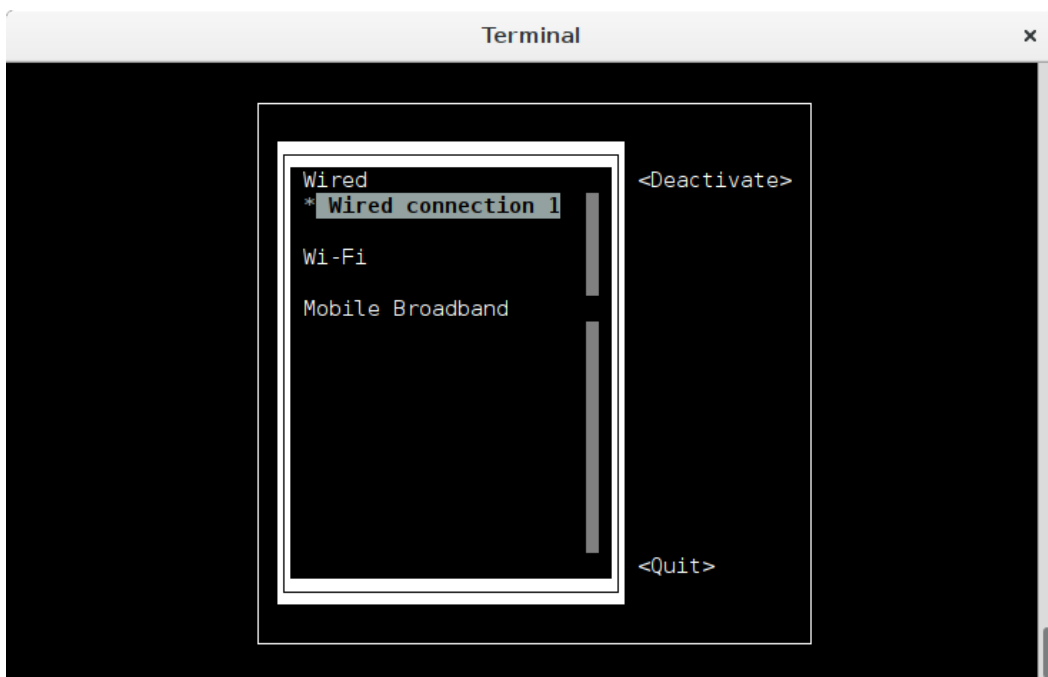 Terminal
Wired <Deactivate>
* Wired connection 1
Wi-Fi
Mobile Broadband
<Quit>